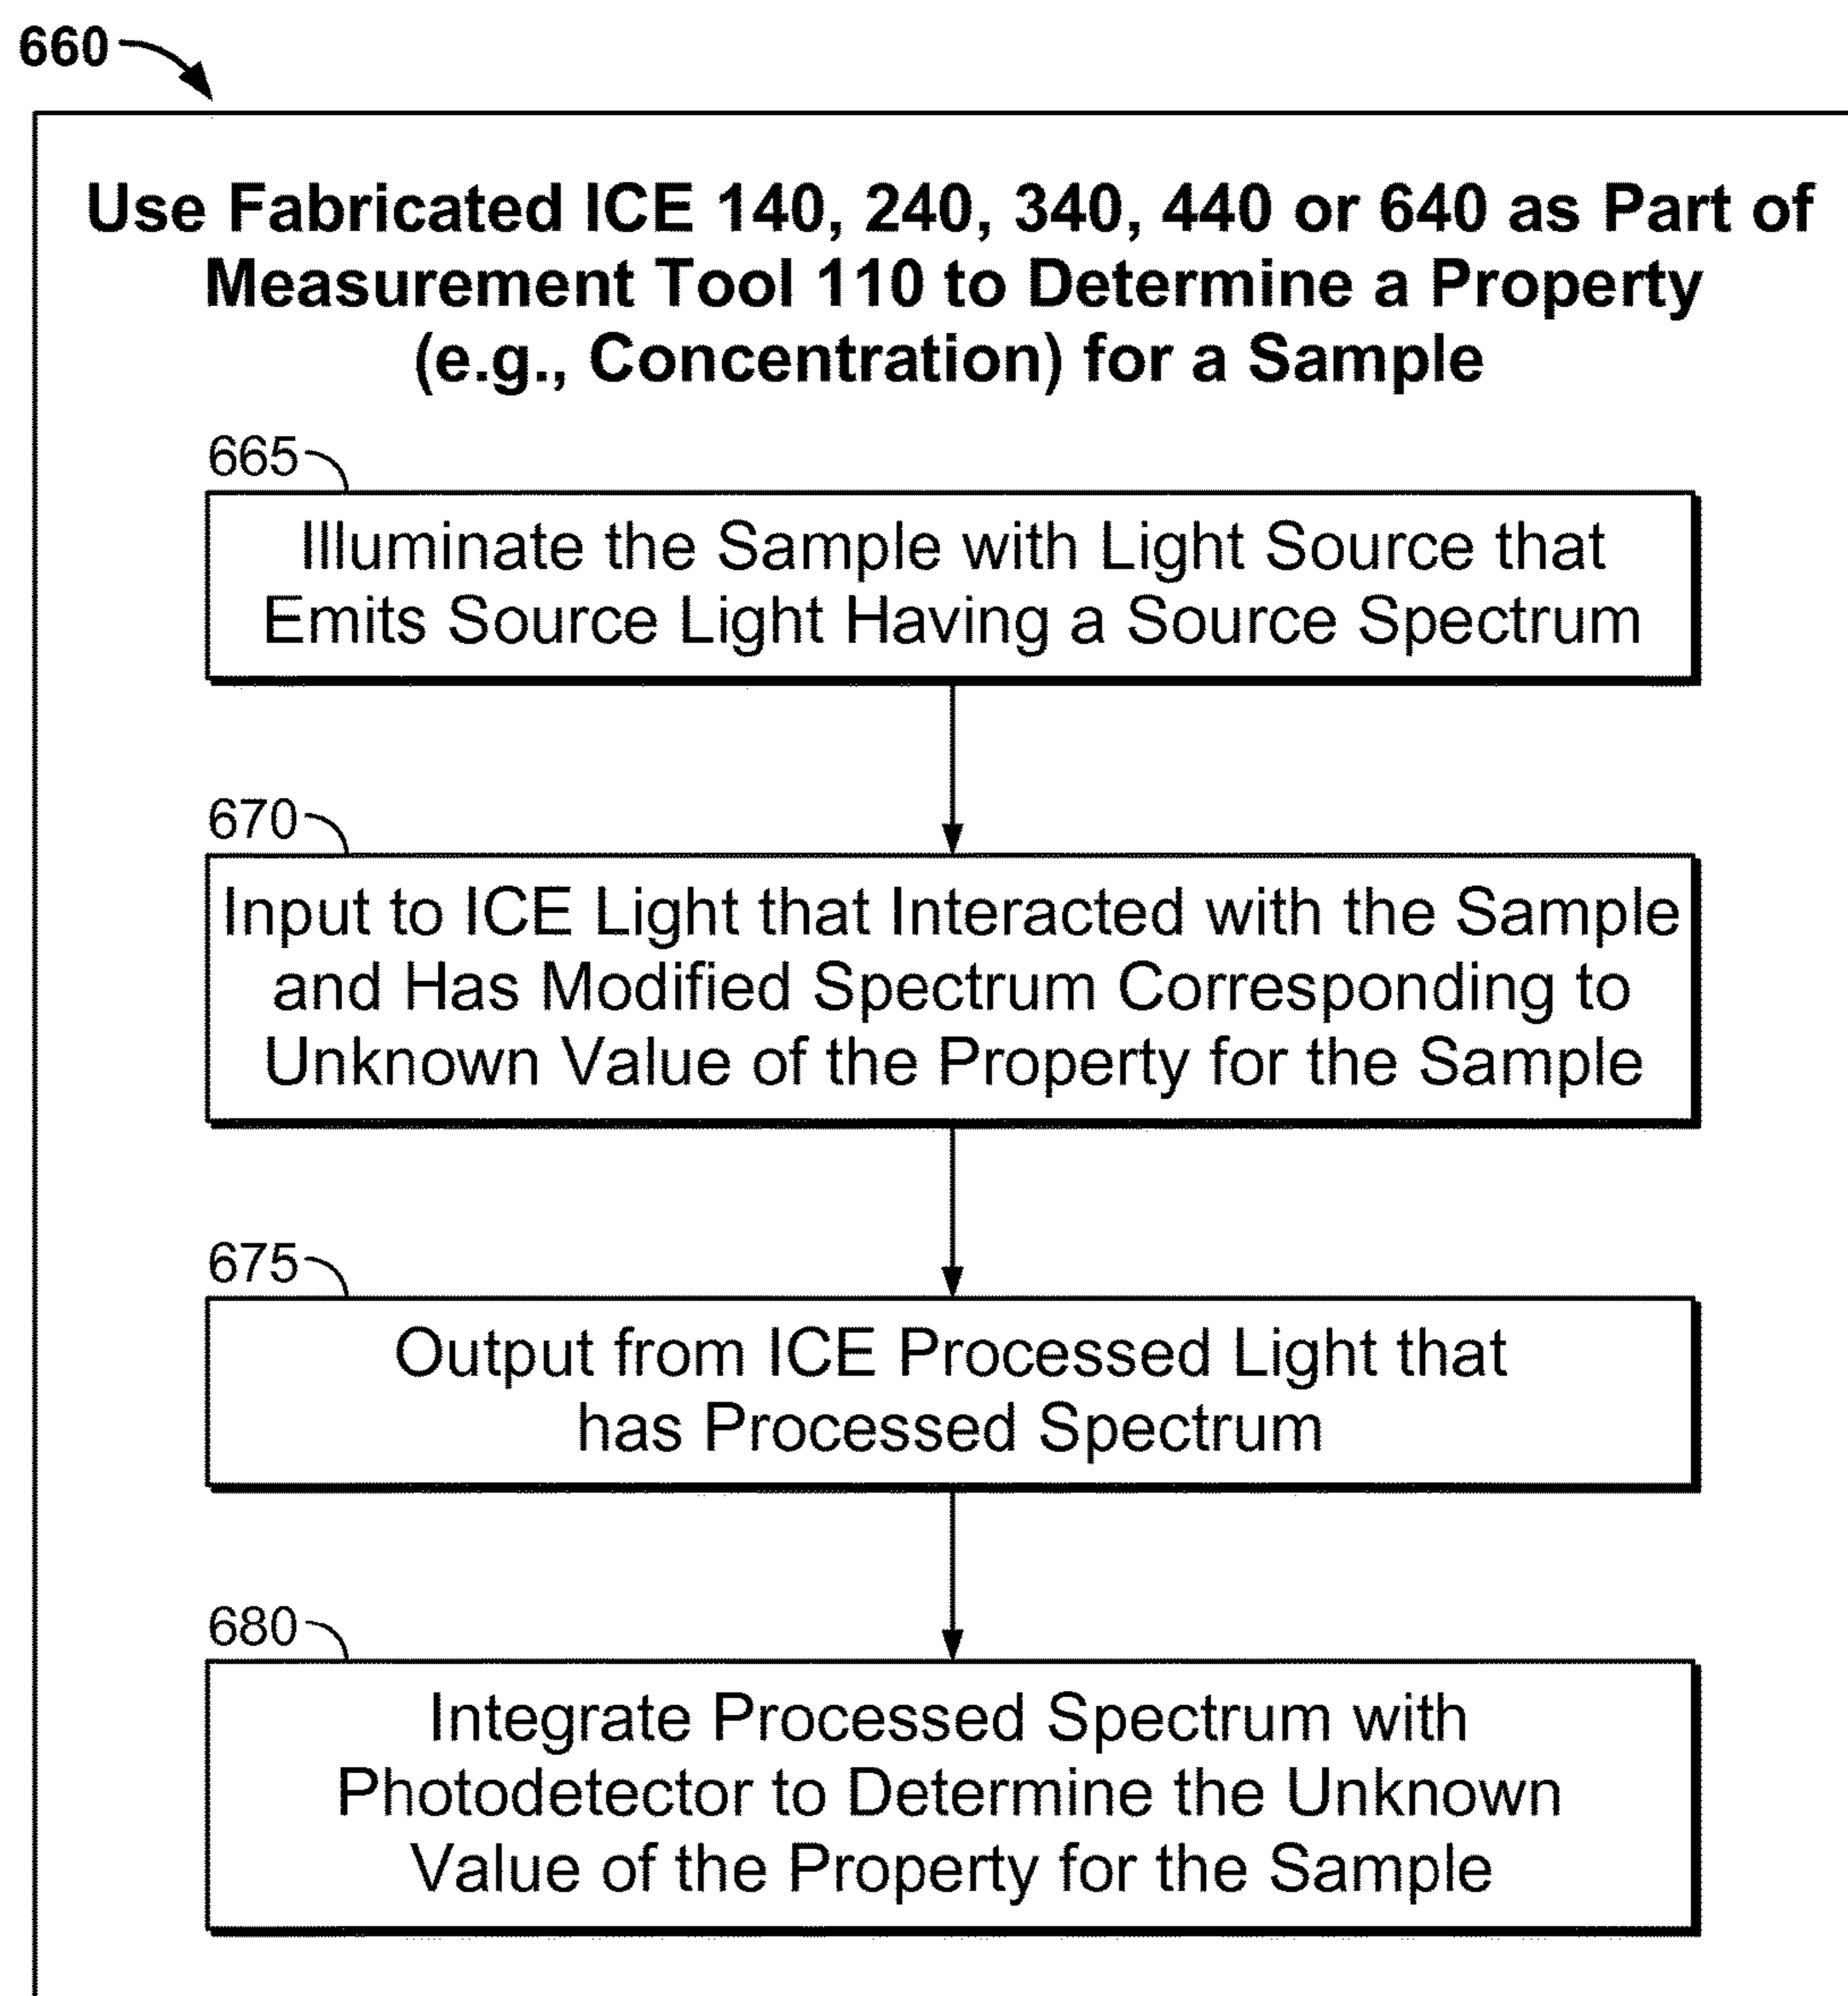 660
Use Fabricated ICE 140, 240, 340, 440 or 640 as Part of
Measurement Tool 110 to Determine a Property
(e.g., Concentration) for a Sample
665
Illuminate the Sample with Light Source that
Emits Source Light Having a Source Spectrum
670
Input to ICE Light that Interacted with the Sample
and Has Modified Spectrum Corresponding to
Unknown Value of the Property for the Sample
675
Output from ICE Processed Light that
has Processed Spectrum
680
Integrate Processed Spectrum with
Photodetector to Determine the Unknown
Value of the Property for the Sample